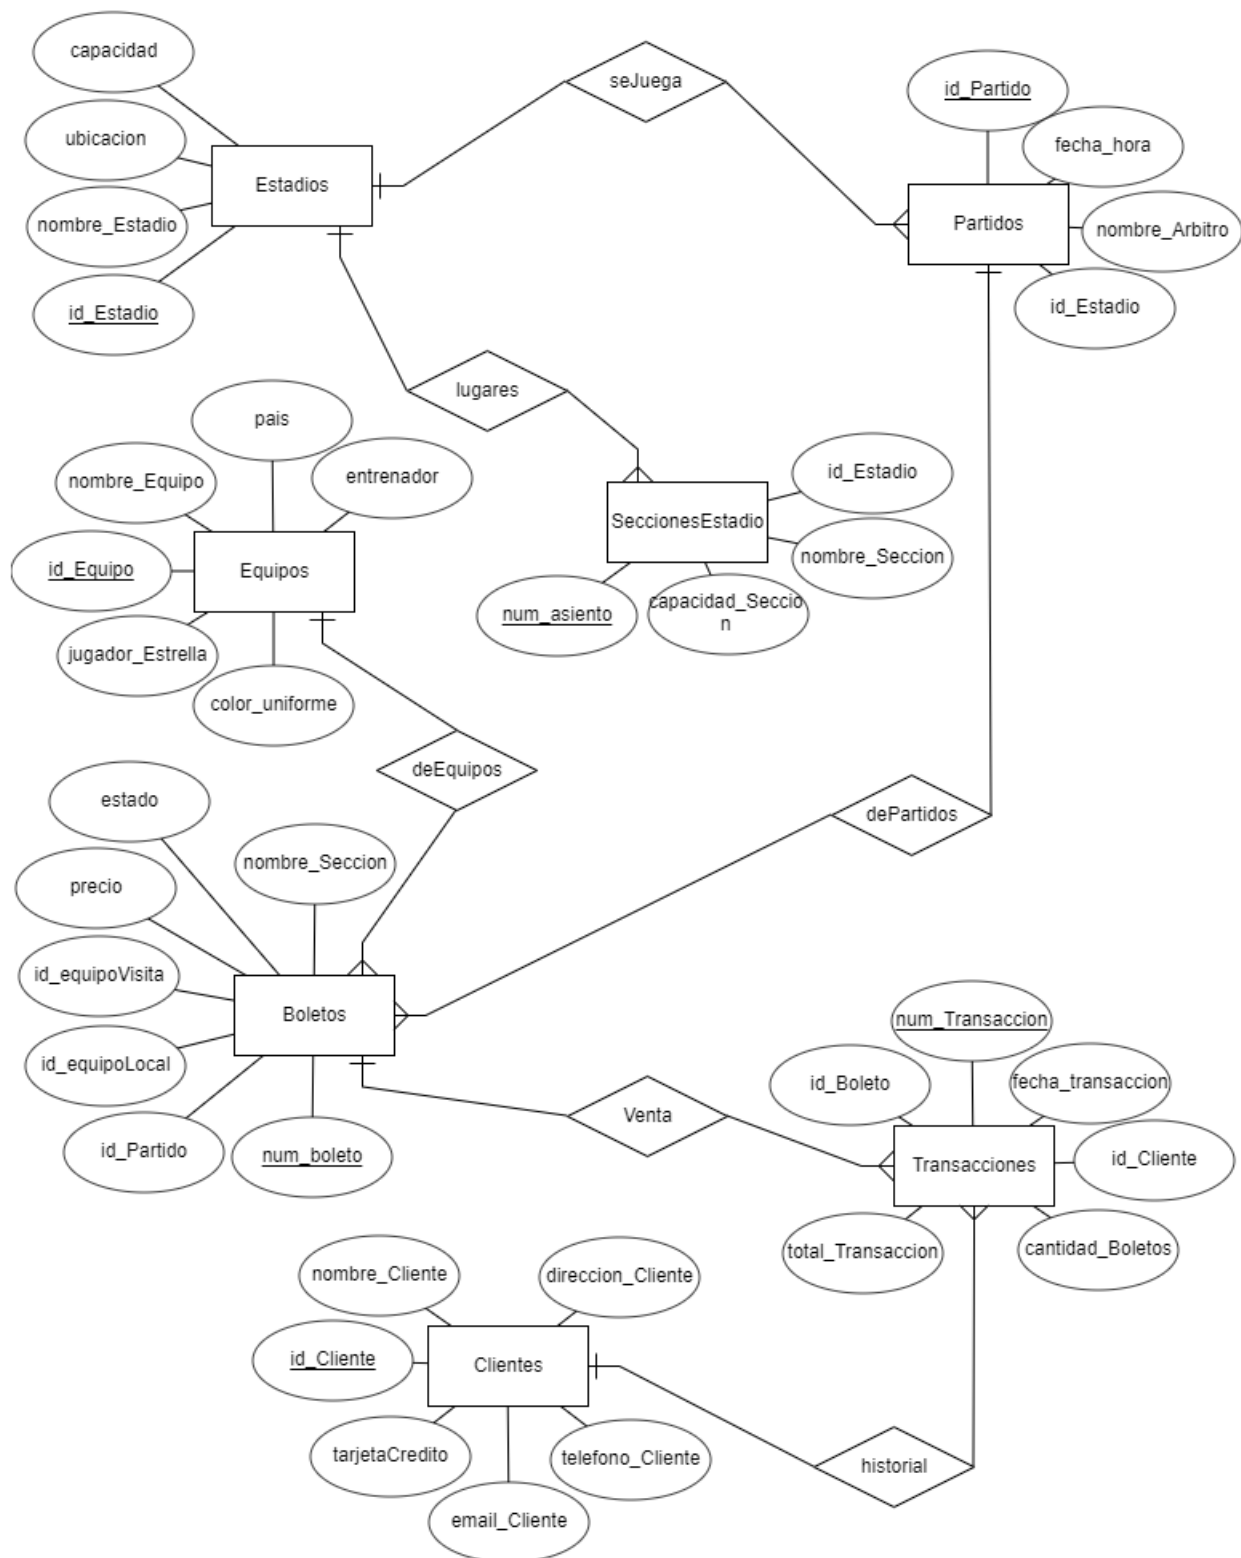 capacidad
seJuega
id_Partido
ubicacion
fecha_hora
Estadios
nombre_Estadio
Partidos
nombre_Arbitro
id_Estadio
id_Estadio
lugares
pais
nombre_Equipo
entrenador
id_Estadio
SeccionesEstadio
nombre_Seccion
id_Equipo
Equipos
num_asiento
capacidad_Seccio
n
jugador_Estrella
color_uniforme
deEquipos
estado
dePartidos
nombre_Seccion
precio
id_equipoVisita
Boletos
num_Transaccion
id_equipoLocal
id_Boleto
fecha_transaccion
Venta
id_Partido
num_boleto
Transacciones
id_Cliente
total_Transaccion
cantidad_Boletos
nombre_Cliente
direccion_Cliente
id_Cliente
Clientes
tarjetaCredito
telefono_Cliente
historial
email_Cliente